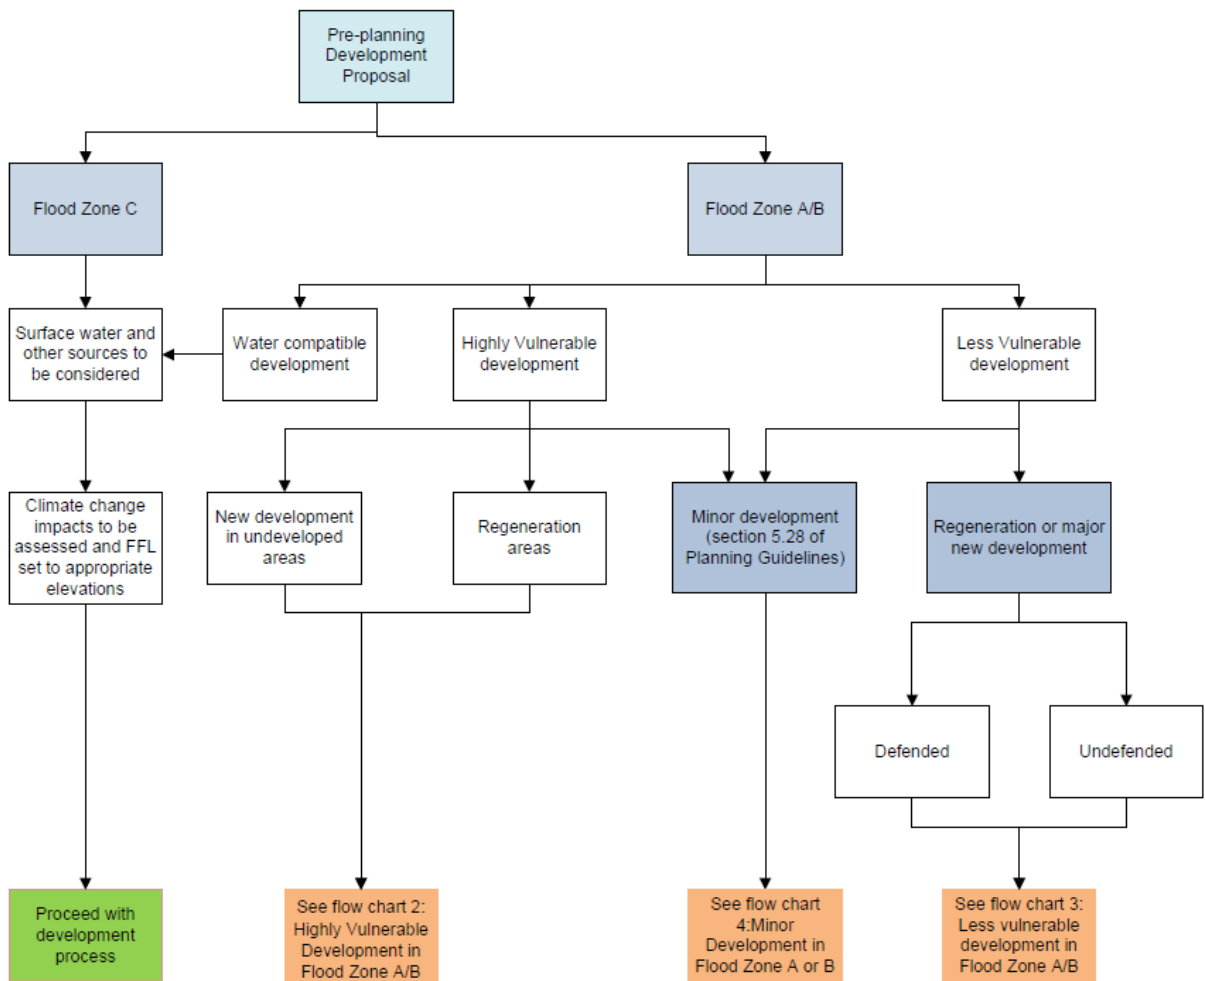 Pre-planning
Development
Proposal
Flood Zone C
Flood Zone A/B
Surface water and
other sources to
be considered
Water compatible
development
Highly Vulnerable
development
Less Vulnerable
development
Climate change
impacts to be
assessed and FFL
set to appropriate
elevations
New development
in undeveloped
areas
Regeneration
areas
Minor development
(section 5.28 of
Planning Guidelines)
Regeneration or major
new development
Defended
Undefended
Proceed with
development
process
See flow chart 2:
Highly Vulnerable
Development in
Flood Zone A/B
See flow chart
4:Minor
Development in
Flood Zone A or B
See flow chart 3:
Less vulnerable
development in
Flood Zone A/B